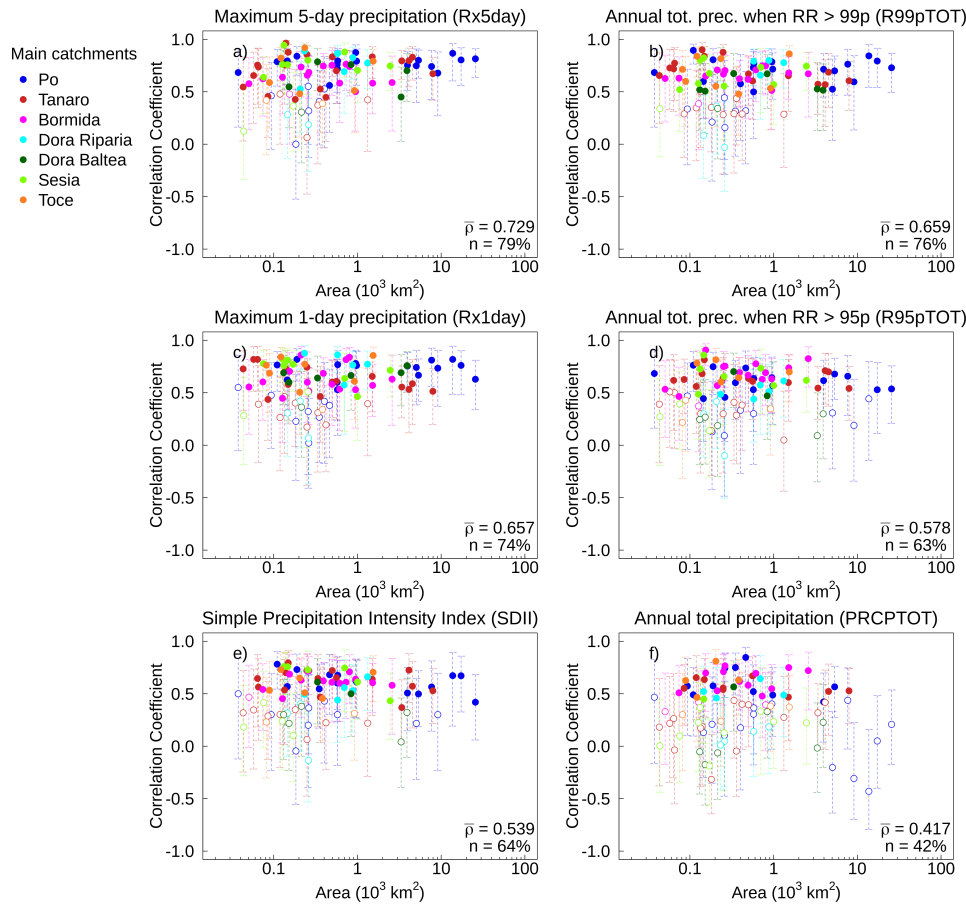 Main catchments
Po
Tanaro
Bormida
Dora Riparia
Dora Baltea
Sesia
Toce
Maximum 5-day precipitation (Rx5day)
a)
Correlation Coefficient
1.0
0.5
0.0
-0.5
-1.0
ρ̅ = 0.729
n = 79%
0.1 1 10 100
Area (10³ km²)
Annual tot. prec. when RR > 99p (R99pTOT)
b)
Correlation Coefficient
1.0
0.5
0.0
-0.5
-1.0
ρ̅ = 0.659
n = 76%
0.1 1 10 100
Area (10³ km²)
Maximum 1-day precipitation (Rx1day)
c)
Correlation Coefficient
1.0
0.5
0.0
-0.5
-1.0
ρ̅ = 0.657
n = 74%
0.1 1 10 100
Area (10³ km²)
Annual tot. prec. when RR > 95p (R95pTOT)
d)
Correlation Coefficient
1.0
0.5
0.0
-0.5
-1.0
ρ̅ = 0.578
n = 63%
0.1 1 10 100
Area (10³ km²)
Simple Precipitation Intensity Index (SDII)
e)
Correlation Coefficient
1.0
0.5
0.0
-0.5
-1.0
ρ̅ = 0.539
n = 64%
0.1 1 10 100
Area (10³ km²)
Annual total precipitation (PRCPTOT)
f)
Correlation Coefficient
1.0
0.5
0.0
-0.5
-1.0
ρ̅ = 0.417
n = 42%
0.1 1 10 100
Area (10³ km²)